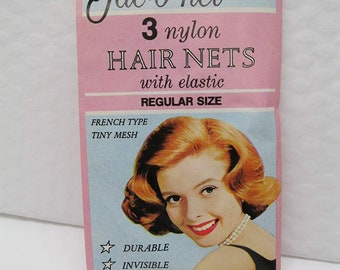 3 nylon
HAIR NETS
with elastic
REGULAR SIZE
FRENCH TYPE
TINY MESH
☆ DURABLE
☆ INVISIBLE